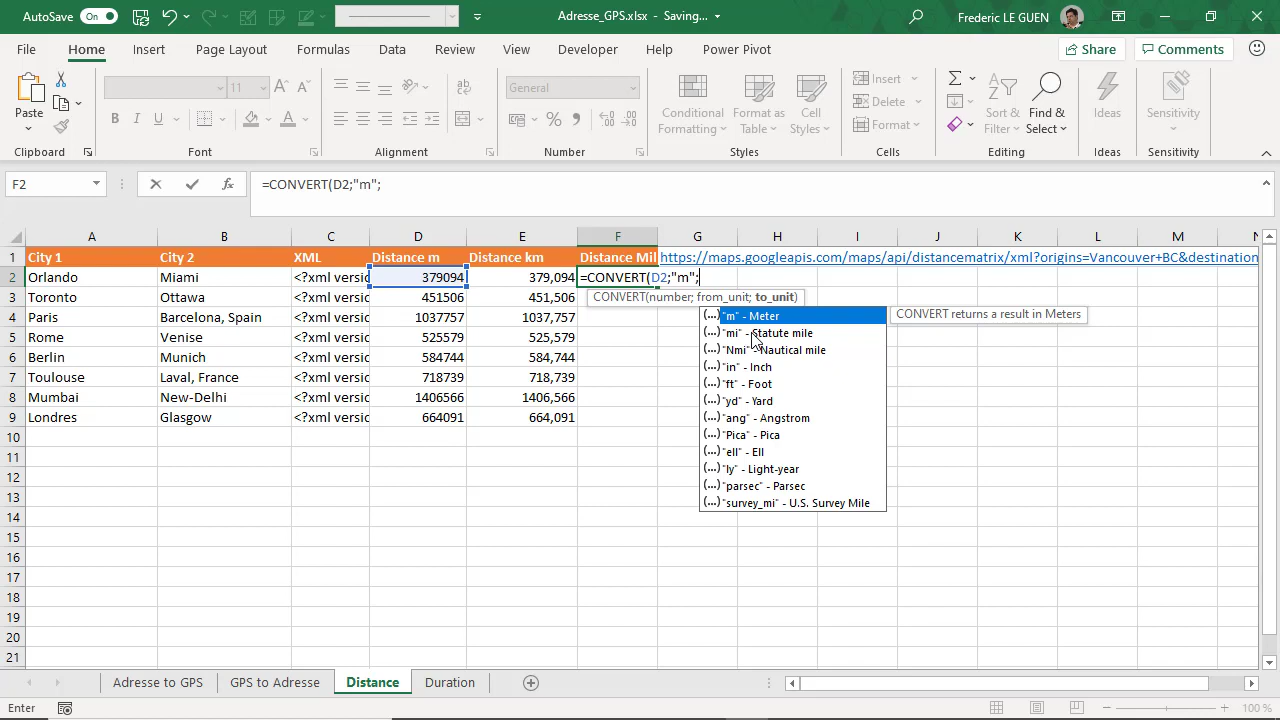 AutoSave On
Adresse_GPS.xlsx - Saving...
Frederic LE GUEN
File Home Insert Page Layout Formulas Data Review View Developer Help Power Pivot Share Comments
Paste
Clipboard
11
B I U
Font
Alignment
General
Number
Conditional Formatting
Format as Table
Cell Styles
Styles
Insert
Delete
Format
Cells
Sort & Filter
Find & Select
Editing
Ideas
Ideas
Sensitivity
Sensitivity
F2 fx =CONVERT(D2;"m";
A B C D E F G H I J K L M N
1 City 1 City 2 XML Distance m Distance km Distance Mil https://maps.googleapis.com/maps/api/distancematrix/xml?origins=Vancouver+BC&destination
2 Orlando Miami <?xml versio 379094 379,094 =CONVERT(D2;"m";
3 Toronto Ottawa <?xml versio 451506 451,506
4 Paris Barcelona, Spain <?xml versio 1037757 1037,757
5 Rome Venise <?xml versio 525579 525,579
6 Berlin Munich <?xml versio 584744 584,744
7 Toulouse Laval, France <?xml versio 718739 718,739
8 Mumbai New-Delhi <?xml versio 1406566 1406,566
9 Londres Glasgow <?xml versio 664091 664,091
10
11
12
13
14
15
16
17
18
19
20
21
CONVERT(number; from_unit; to_unit)
(...) "m" - Meter
CONVERT returns a result in Meters
(...) "mi" - Statute mile
(...) "Nmi" - Nautical mile
(...) "in" - Inch
(...) "ft" - Foot
(...) "yd" - Yard
(...) "ang" - Angstrom
(...) "Pica" - Pica
(...) "ell" - Ell
(...) "ly" - Light-year
(...) "parsec" - Parsec
(...) "survey_mi" - U.S. Survey Mile
Adresse to GPS GPS to Adresse Distance Duration
Enter
100 %